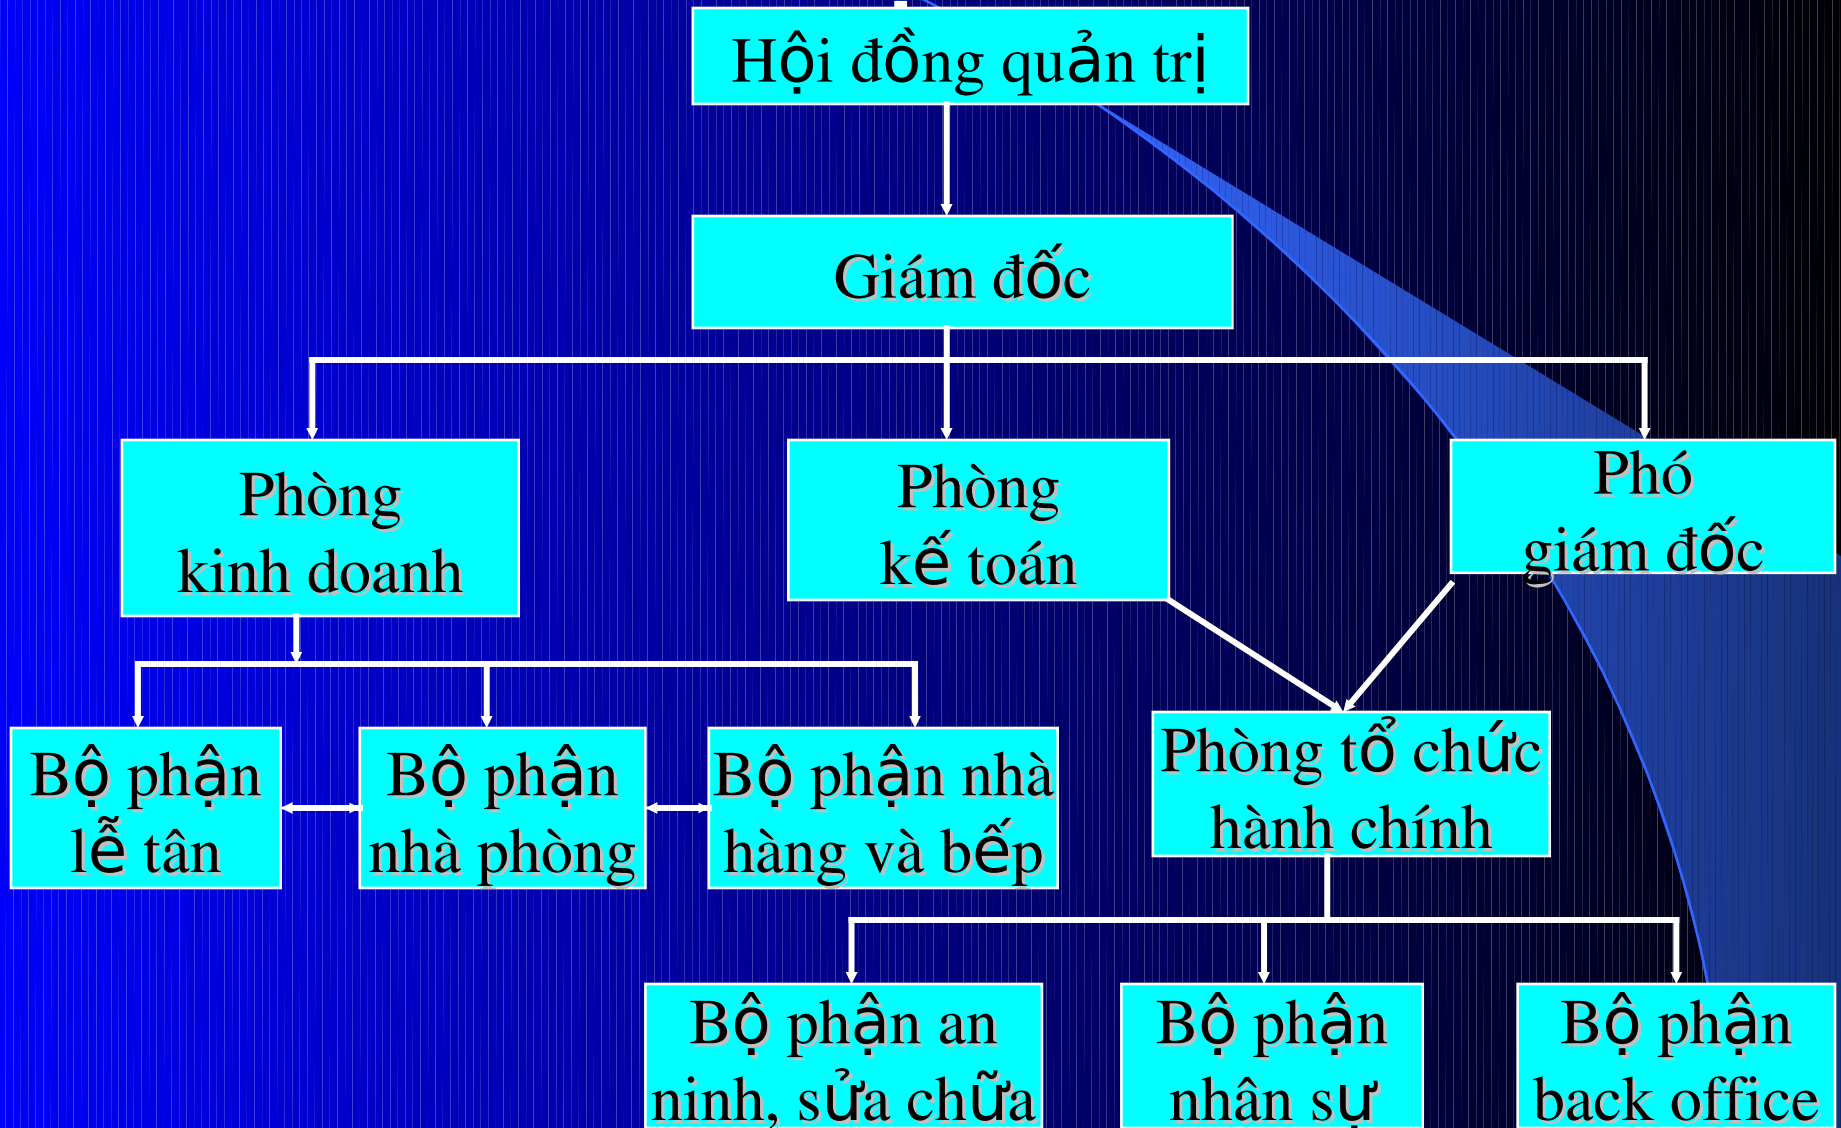 Hội đồng quản trị
Giám đốc
Phòng
kinh doanh
Phòng
kế toán
Phó
giám đốc
Bộ phận
lễ tân
Bộ phận
nhà phòng
Bộ phận nhà
hàng và bếp
Phòng tổ chức
hành chính
Bộ phận an
ninh, sửa chữa
Bộ phận
nhân sự
Bộ phận
back office